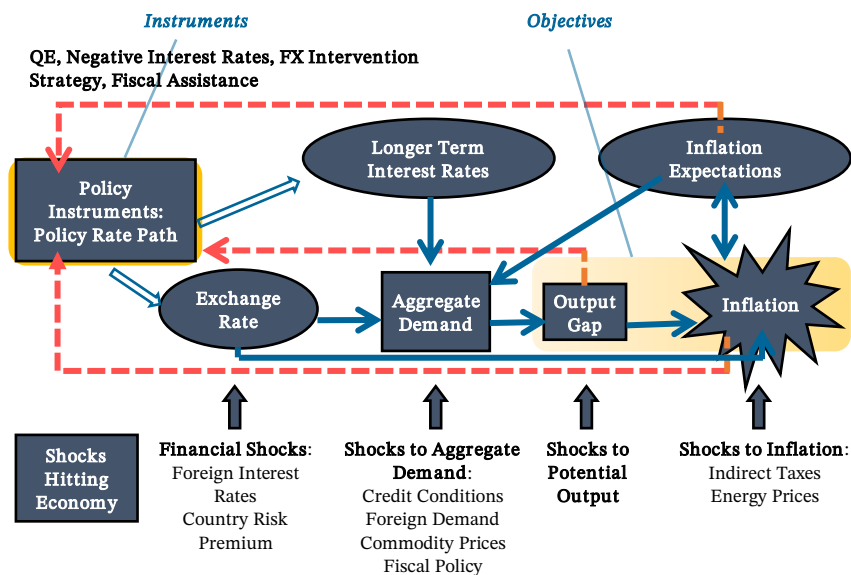 Instruments
Objectives
QE, Negative Interest Rates, FX Intervention
Strategy, Fiscal Assistance
Longer Term
Interest Rates
Inflation
Expectations
Policy
Instruments:
Policy Rate Path
Exchange
Rate
Aggregate
Demand
Output
Gap
Inflation
Shocks
Hitting
Economy
Financial Shocks:
Foreign Interest
Rates
Country Risk
Premium
Shocks to Aggregate
Demand:
Credit Conditions
Foreign Demand
Commodity Prices
Fiscal Policy
Shocks to
Potential
Output
Shocks to Inflation:
Indirect Taxes
Energy Prices